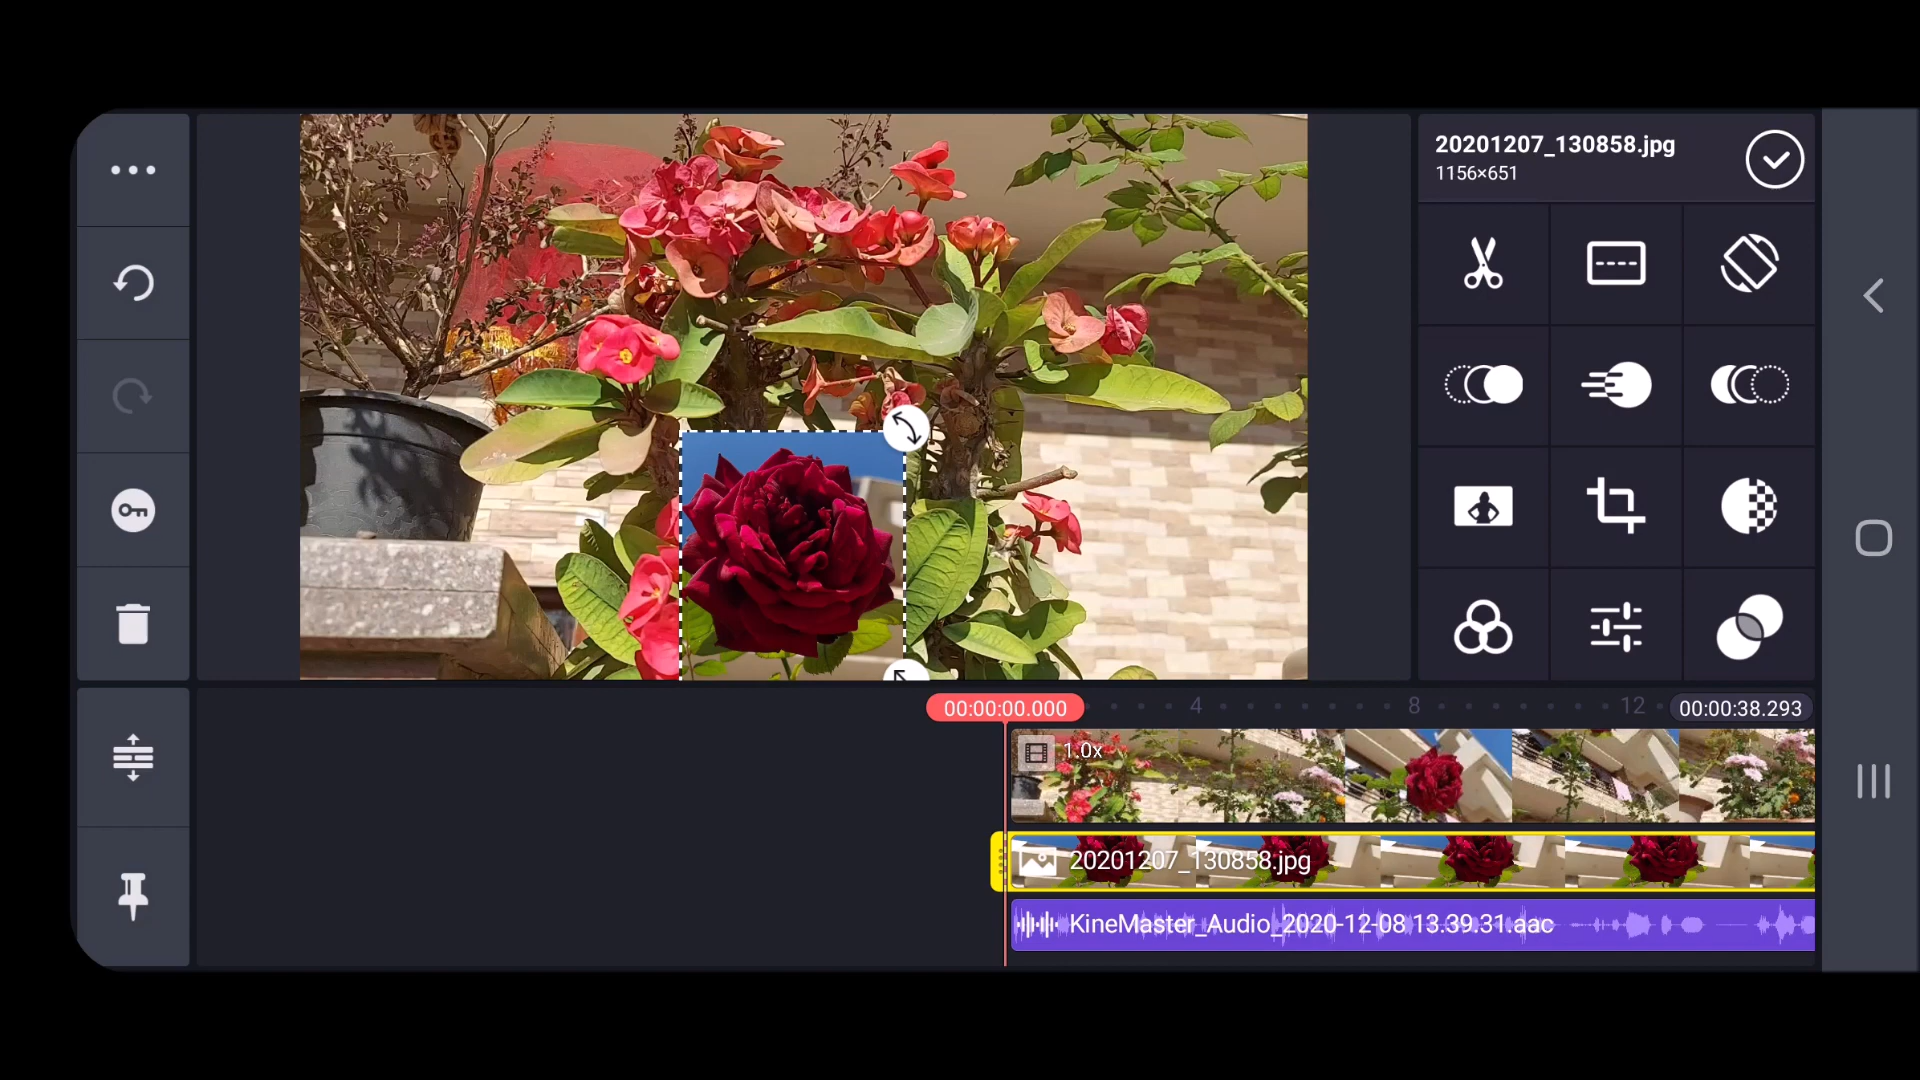 20201207_130858.jpg
1156×651
00:00:00.000
4
8
12
00:00:38.293
1.0x
20201207_130858.jpg
KineMaster_Audio_2020-12-08 13.39.31.aac